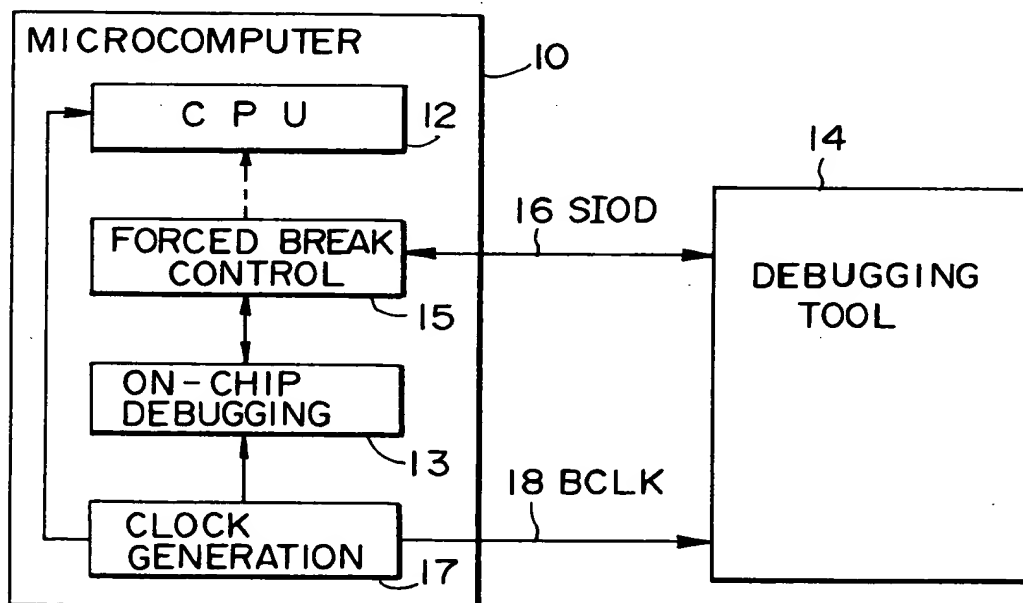 MICROCOMPUTER
10
CPU
12
14
16 SIOD
FORCED BREAK
CONTROL
15
DEBUGGING
TOOL
ON-CHIP
DEBUGGING
13
18 BCLK
CLOCK
GENERATION
17